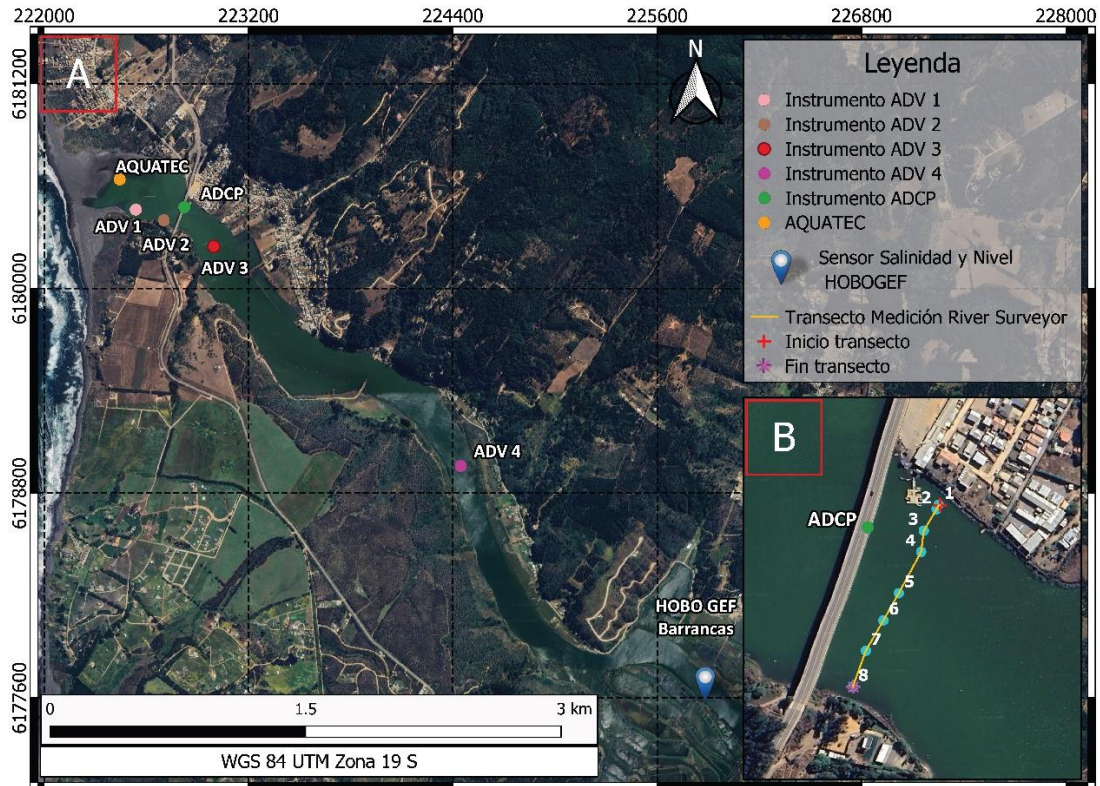 222000 223200 224400 225600 226800 228000
6181200
6180000
6178800
6177600
A
N
AQUATEC
ADCP
ADV 1
ADV 2
ADV 3
ADV 4
HOBO GEF
Barrancas
0 1.5 3 km
WGS 84 UTM Zona 19 S
Leyenda
Instrumento ADV 1
Instrumento ADV 2
Instrumento ADV 3
Instrumento ADV 4
Instrumento ADCP
AQUATEC
Sensor Salinidad y Nivel
HOBOGEF
Transecto Medición River Surveyor
Inicio transecto
Fin transecto
B
ADCP
1
2
3
4
5
6
7
8